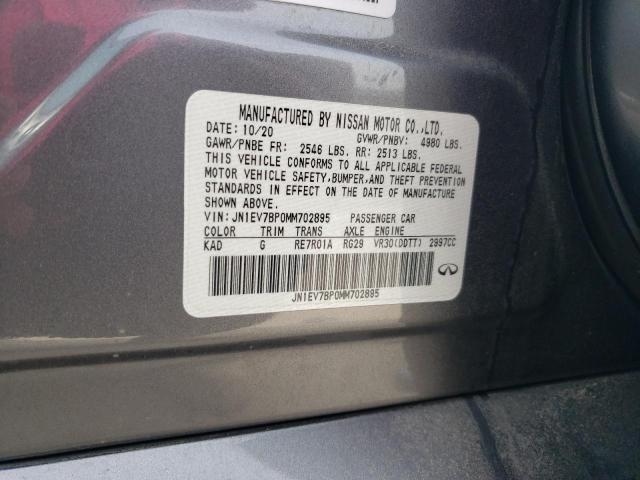 MANUFACTURED BY NISSAN MOTOR CO.,LTD.
DATE: 10/20 GVWR/PNBV: 4980 LBS.
GAWR/PNBE FR: 2546 LBS. RR: 2513 LBS.
THIS VEHICLE CONFORMS TO ALL APPLICABLE FEDERAL
MOTOR VEHICLE SAFETY,BUMPER,AND THEFT PREVENTION
STANDARDS IN EFFECT ON THE DATE OF MANUFACTURE
SHOWN ABOVE.
VIN: JN1EV7BP0MM702895 PASSENGER CAR
COLOR TRIM TRANS AXLE ENGINE
KAD G RE7R01A RG29 VR30(DDTT) 2997CC
JN1EV7BP0MM702895